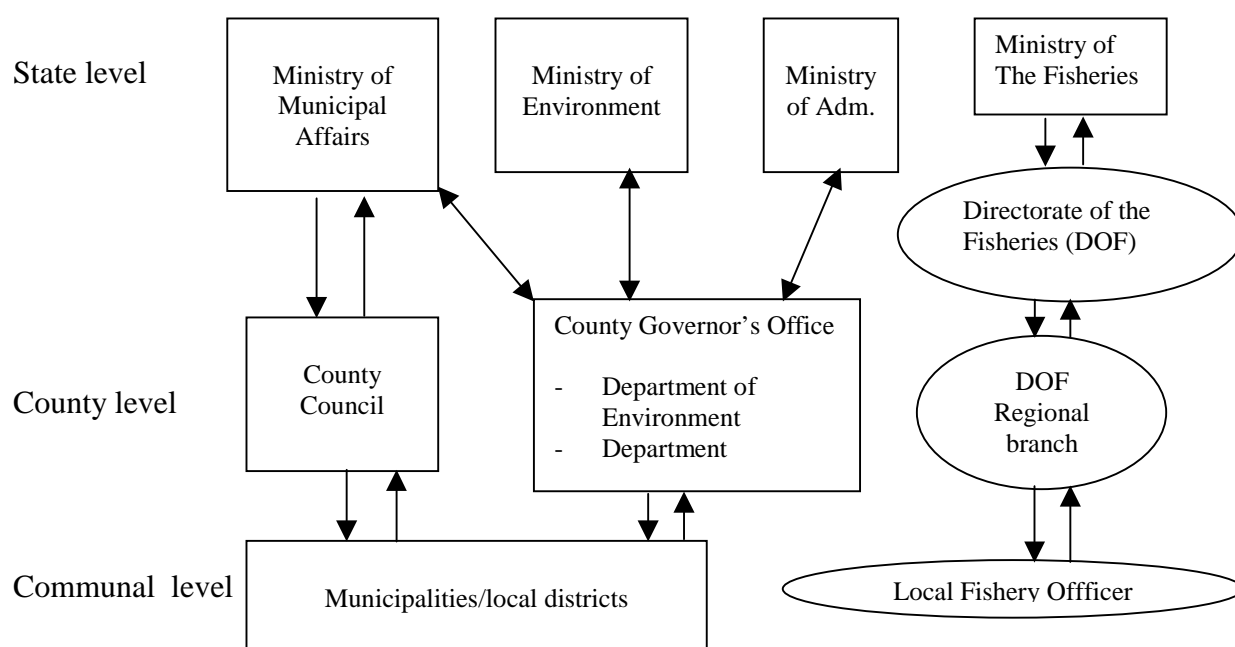 State level
Ministry of
Municipal
Affairs
Ministry of
Environment
Ministry
of Adm.
Ministry of
The Fisheries
Directorate of the
Fisheries (DOF)
County level
County
Council
County Governor’s Office
- Department of
Environment
- Department
DOF
Regional
branch
Communal level
Municipalities/local districts
Local Fishery Offficer